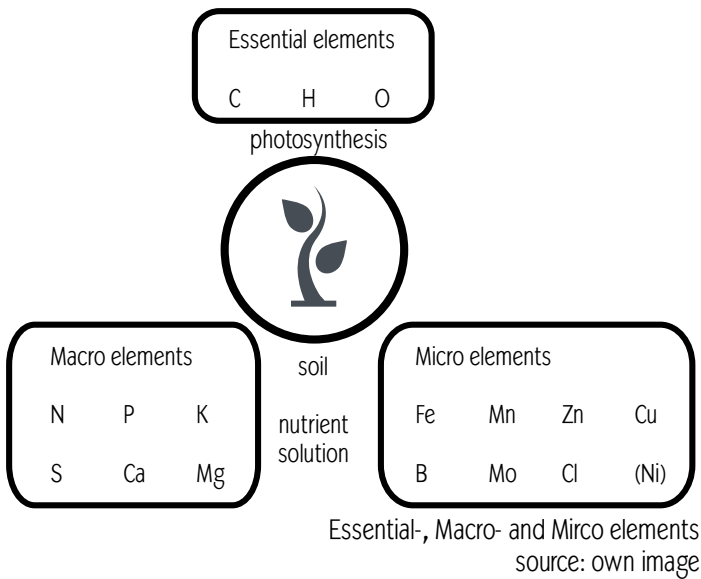 Essential elements
C H O
photosynthesis
Macro elements
N P K
S Ca Mg
soil
nutrient
solution
Micro elements
Fe Mn Zn Cu
B Mo Cl (Ni)
Essential-, Macro- and Mirco elements
source: own image